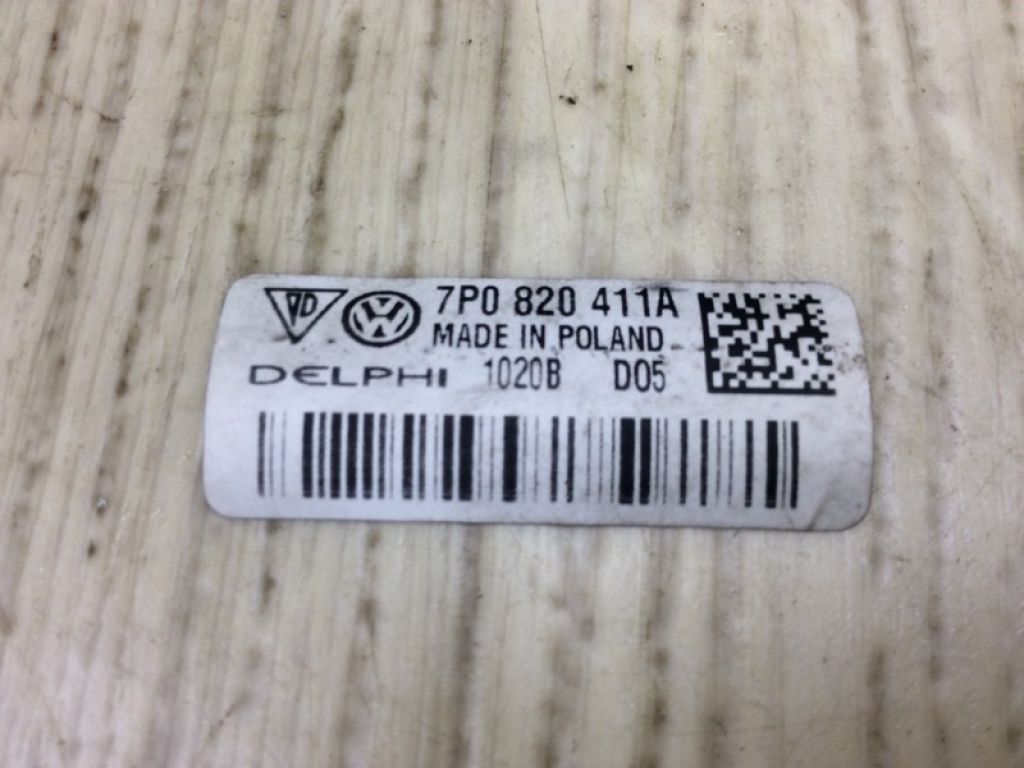 7P0 820 411A
MADE IN POLAND
DELPHI 1020B D05